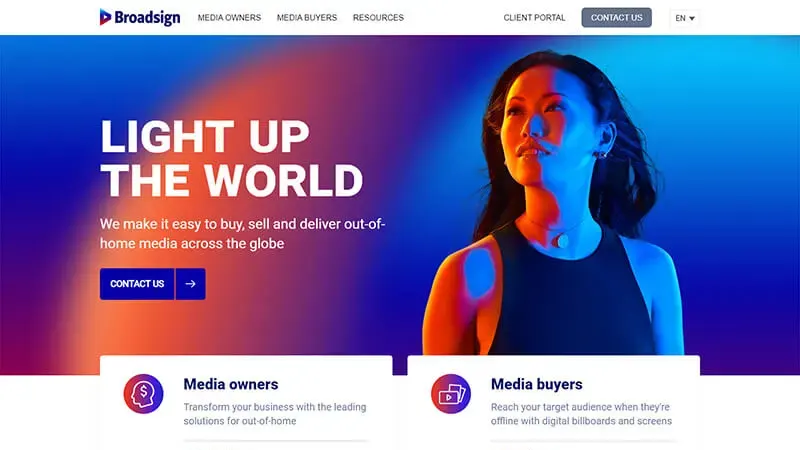 Broadsign
MEDIA OWNERS
MEDIA BUYERS
RESOURCES
CLIENT PORTAL
CONTACT US
EN
LIGHT UP
THE WORLD
We make it easy to buy, sell and deliver out-of-
home media across the globe
CONTACT US
Media owners
Transform your business with the leading
solutions for out-of-home
Media buyers
Reach your target audience when they're
offline with digital billboards and screens